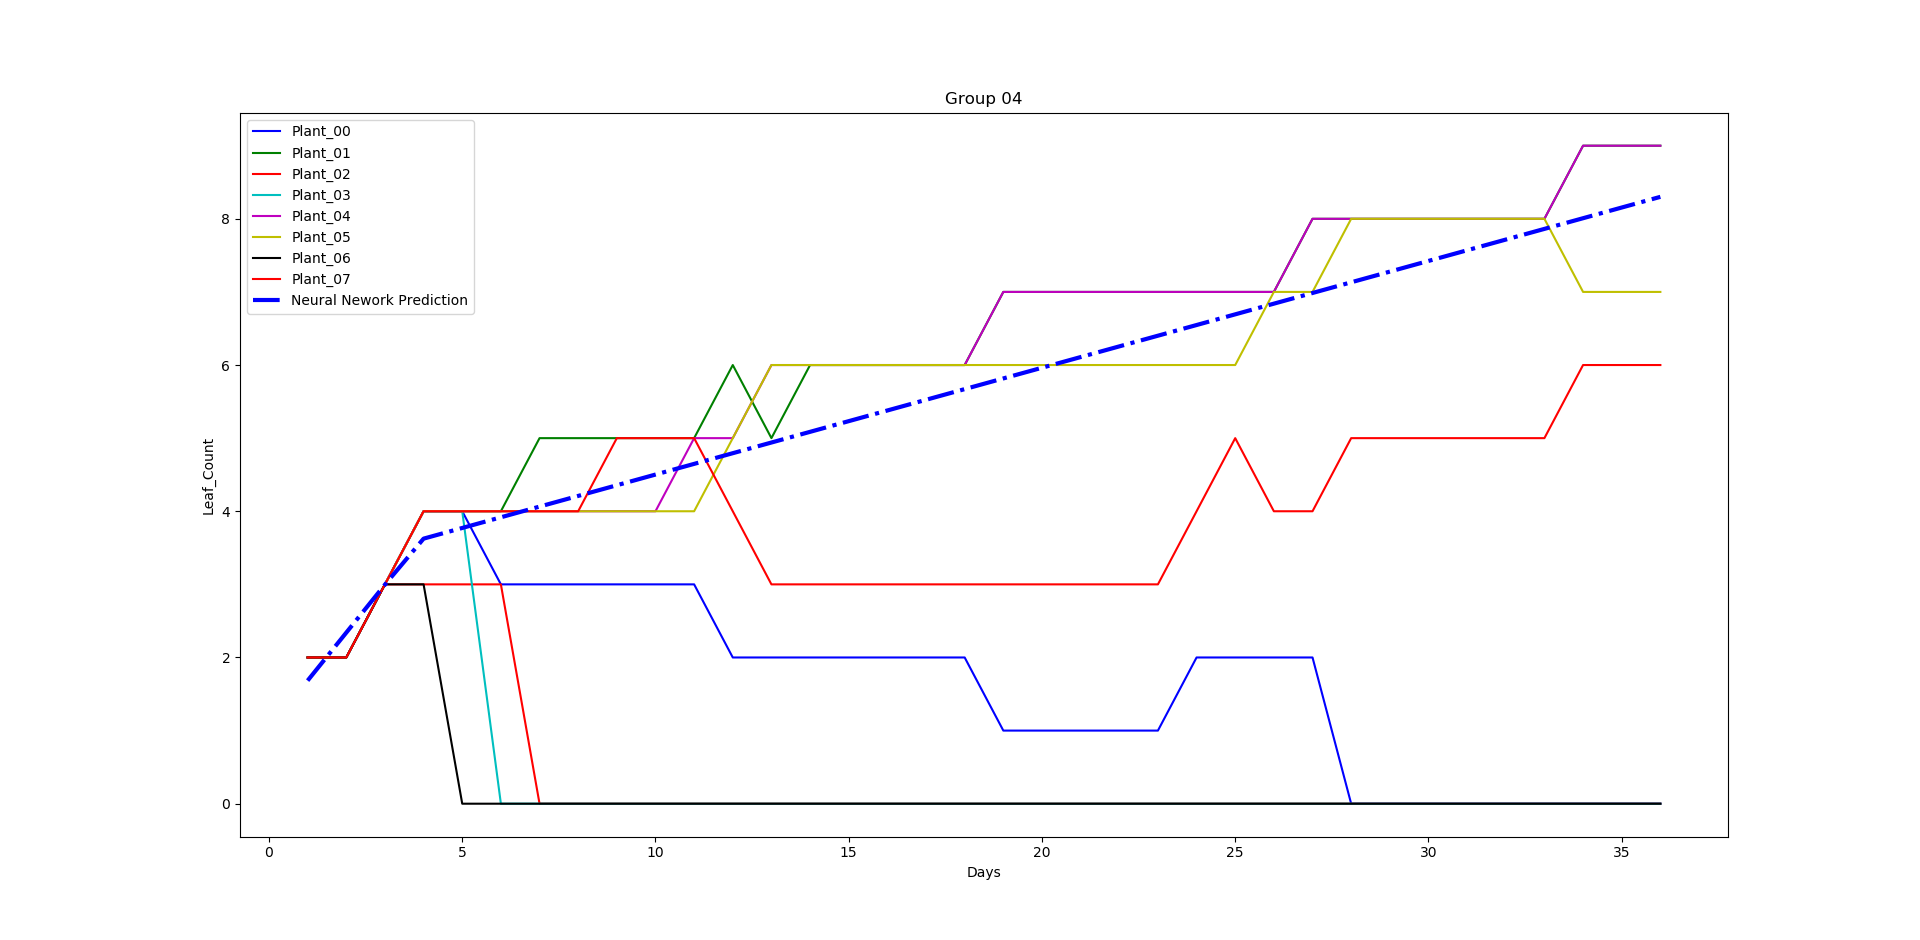 Group 04
Plant_00
Plant_01
Plant_02
Plant_03
Plant_04
Plant_05
Plant_06
Plant_07
Neural Nework Prediction
Leaf_Count
8
6
4
2
0
0 5 10 15 20 25 30 35
Days